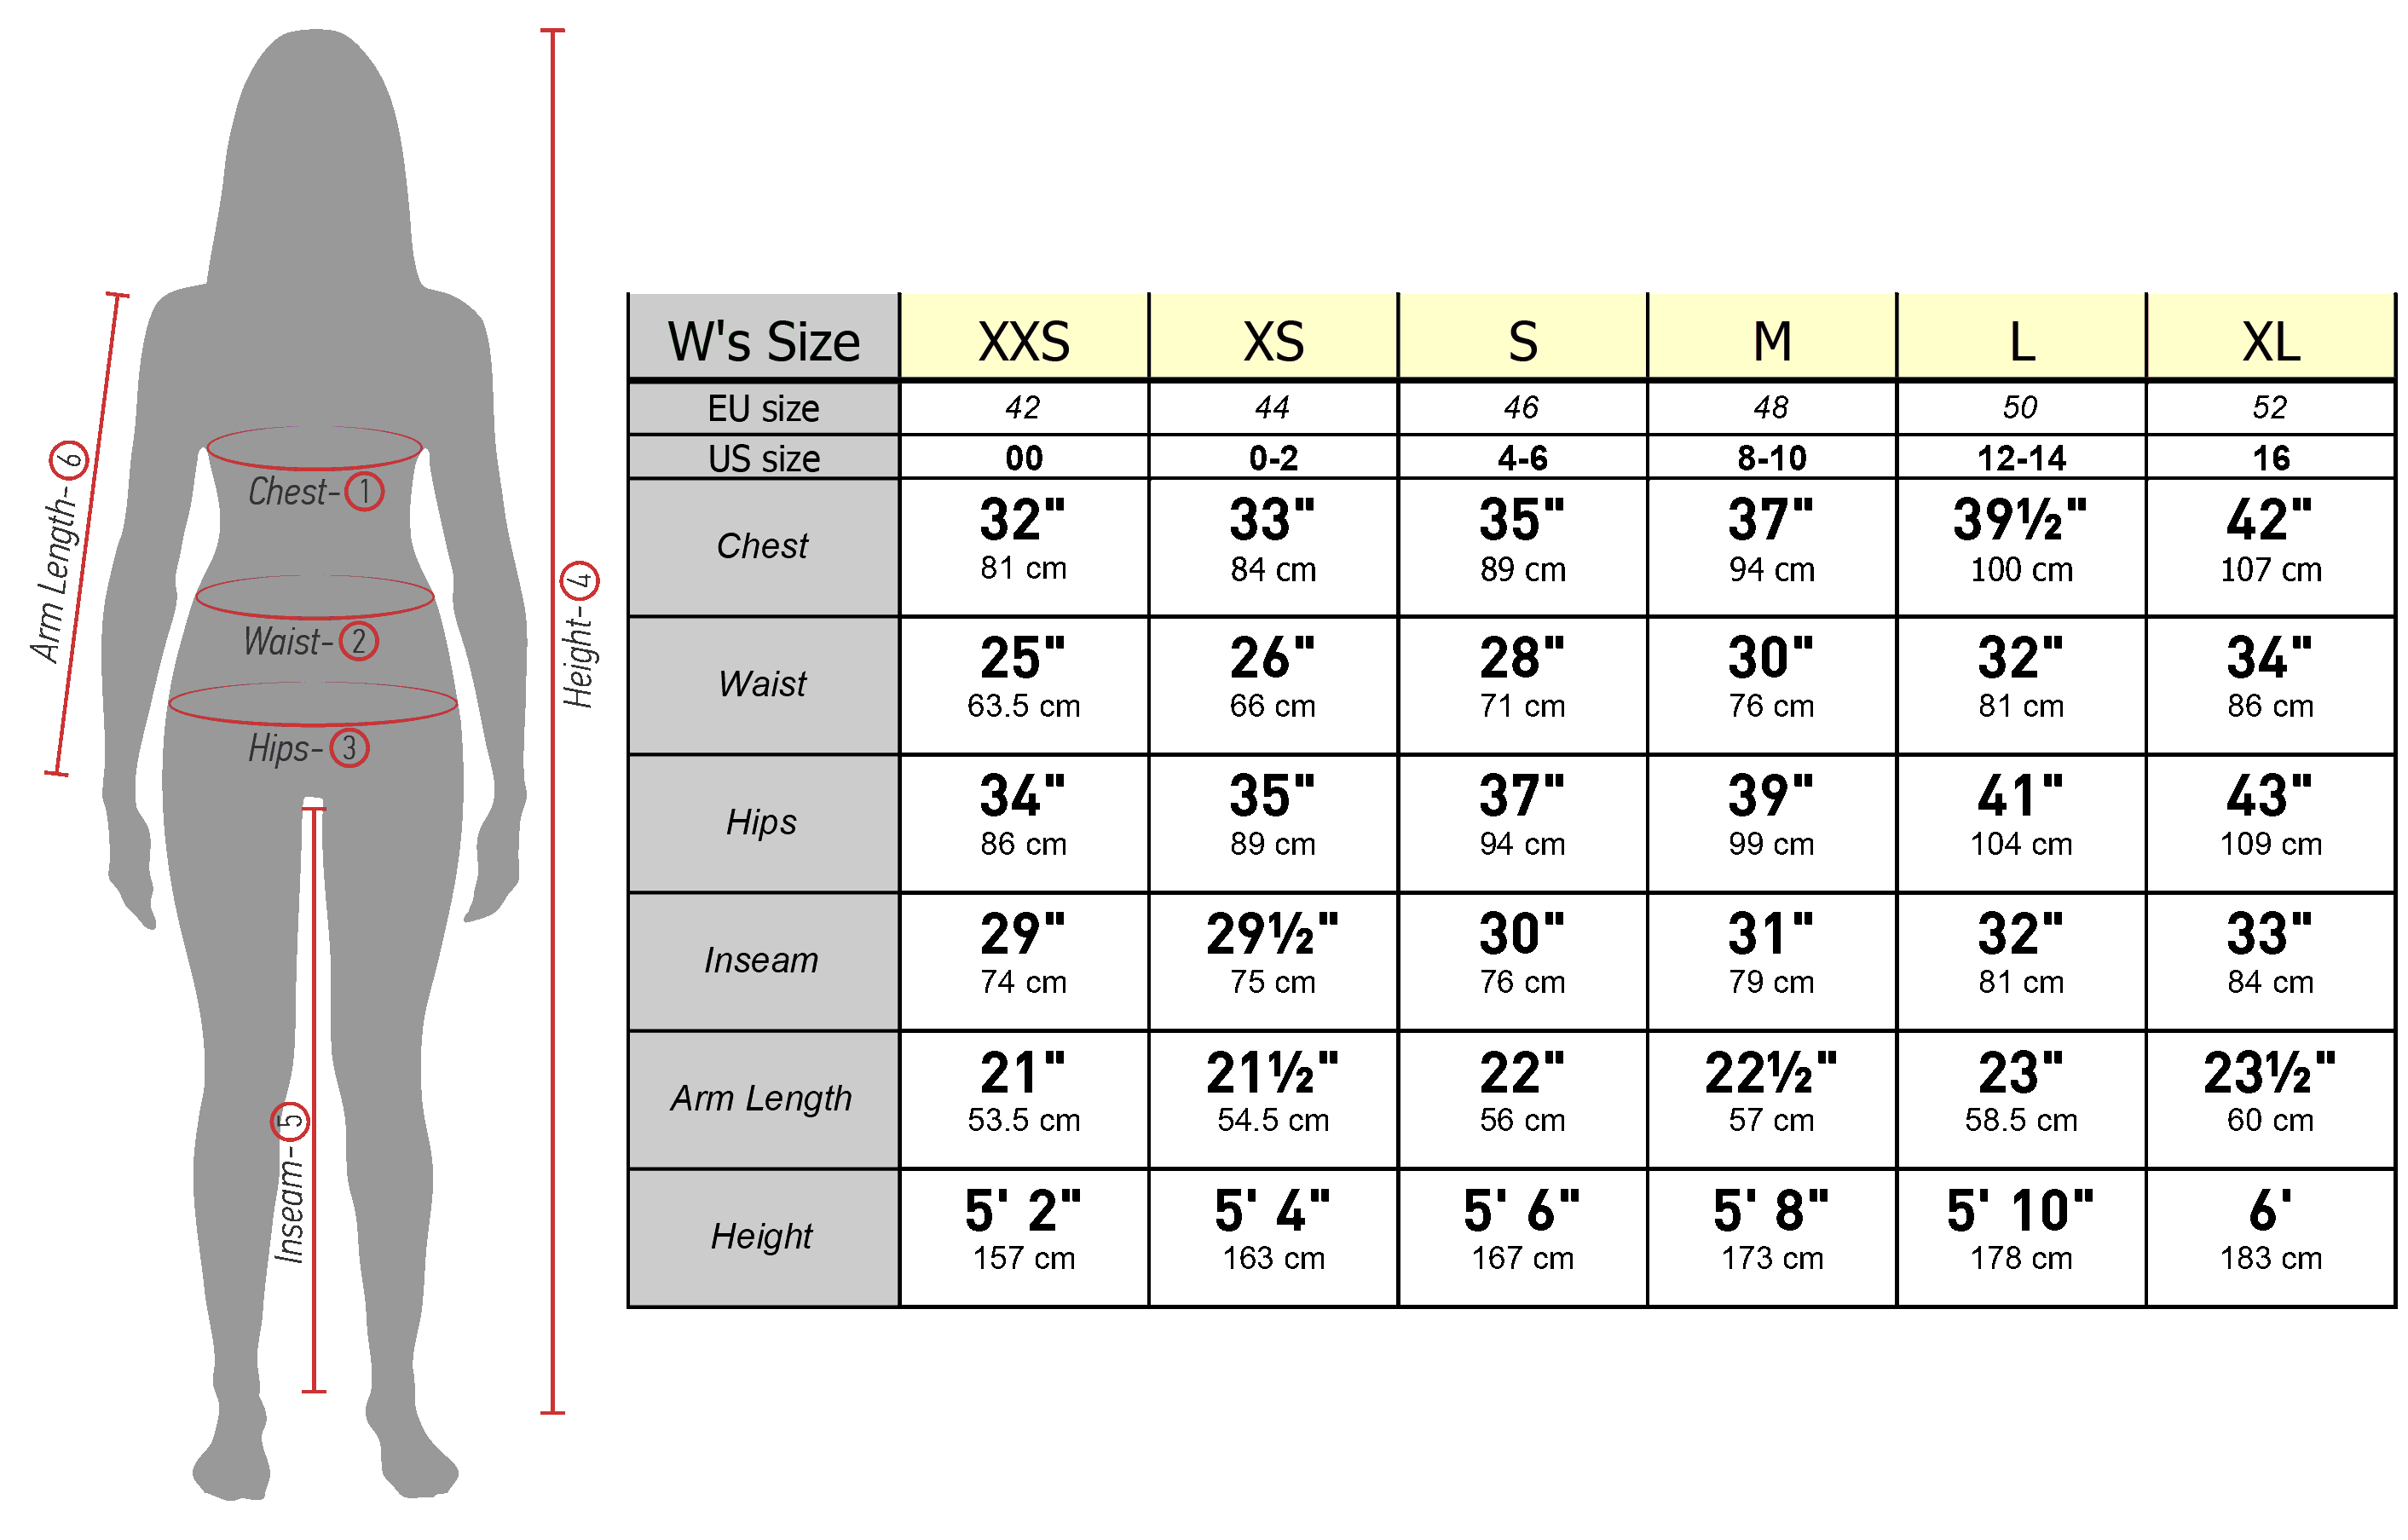 Arm Length- 6
Chest- 1
Waist- 2
Hips- 3
Height- 4
Inseam- 5
W's Size XXS XS S M L XL
EU size 42 44 46 48 50 52
US size 00 0-2 4-6 8-10 12-14 16
Chest
32" 33" 35" 37" 39½" 42"
81 cm 84 cm 89 cm 94 cm 100 cm 107 cm
Waist
25" 26" 28" 30" 32" 34"
63.5 cm 66 cm 71 cm 76 cm 81 cm 86 cm
Hips
34" 35" 37" 39" 41" 43"
86 cm 89 cm 94 cm 99 cm 104 cm 109 cm
Inseam
29" 29½" 30" 31" 32" 33"
74 cm 75 cm 76 cm 79 cm 81 cm 84 cm
Arm Length
21" 21½" 22" 22½" 23" 23½"
53.5 cm 54.5 cm 56 cm 57 cm 58.5 cm 60 cm
Height
5' 2" 5' 4" 5' 6" 5' 8" 5' 10" 6'
157 cm 163 cm 167 cm 173 cm 178 cm 183 cm